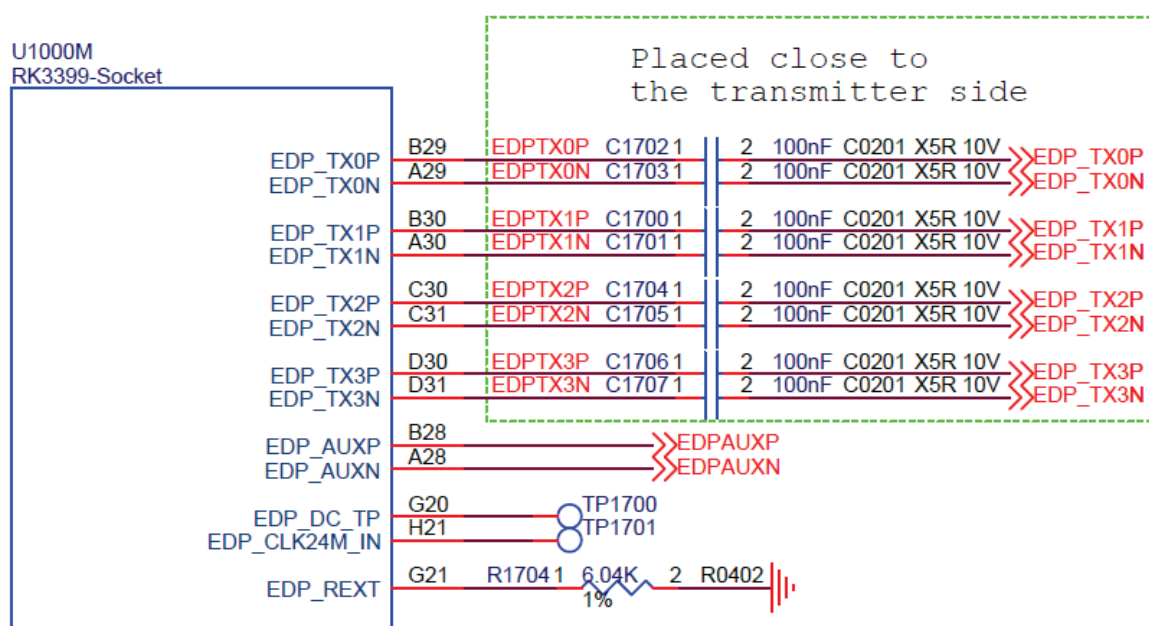 U1000M
RK3399-Socket
Placed close to
the transmitter side
EDP_TX0P B29 EDPTX0P C1702 1 2 100nF C0201 X5R 10V EDP_TX0P
EDP_TX0N A29 EDPTX0N C1703 1 2 100nF C0201 X5R 10V EDP_TX0N
EDP_TX1P B30 EDPTX1P C1700 1 2 100nF C0201 X5R 10V EDP_TX1P
EDP_TX1N A30 EDPTX1N C1701 1 2 100nF C0201 X5R 10V EDP_TX1N
EDP_TX2P C30 EDPTX2P C1704 1 2 100nF C0201 X5R 10V EDP_TX2P
EDP_TX2N C31 EDPTX2N C1705 1 2 100nF C0201 X5R 10V EDP_TX2N
EDP_TX3P D30 EDPTX3P C1706 1 2 100nF C0201 X5R 10V EDP_TX3P
EDP_TX3N D31 EDPTX3N C1707 1 2 100nF C0201 X5R 10V EDP_TX3N
EDP_AUXP B28 EDPAUXP
EDP_AUXN A28 EDPAUXN
EDP_DC_TP G20 TP1700
EDP_CLK24M_IN H21 TP1701
EDP_REXT G21 R1704 1 6.04K 2 R0402
1%